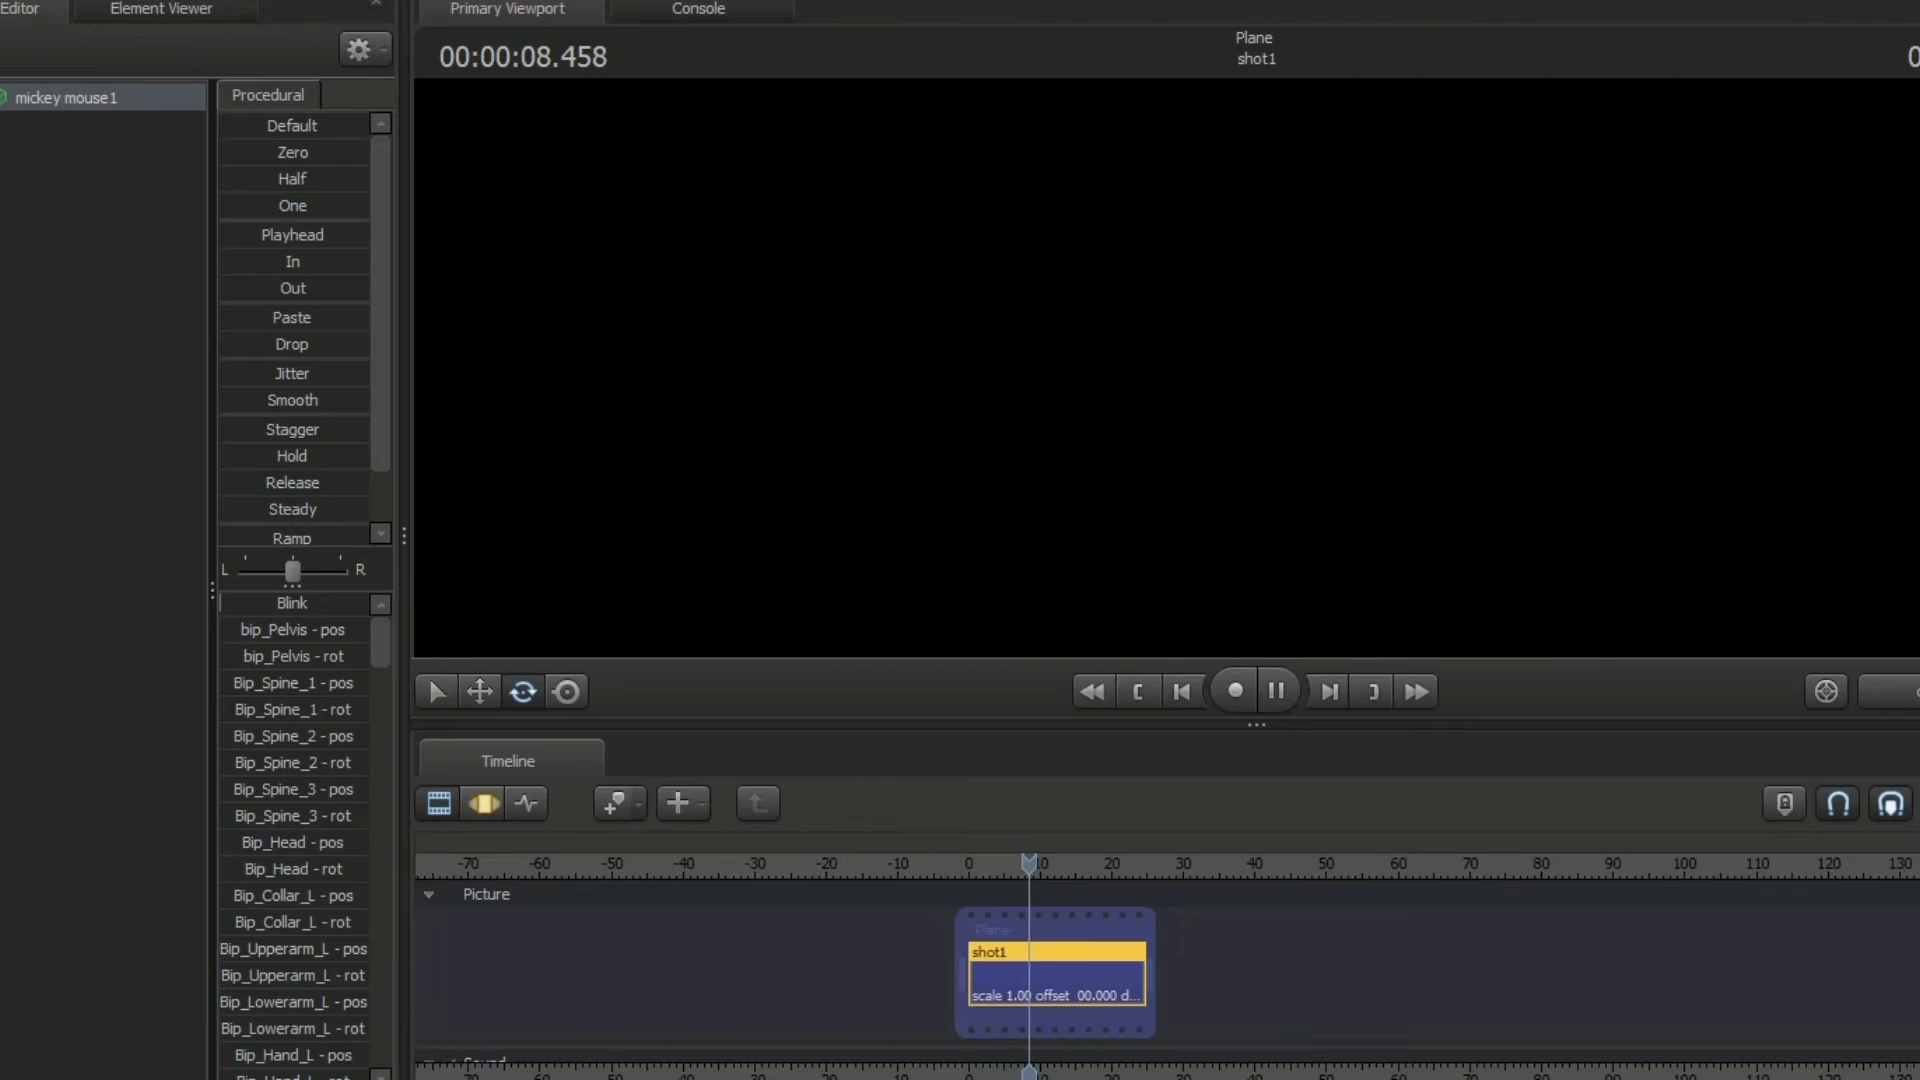 Editor
Element Viewer
Primary Viewport
Console
00:00:08.458
Plane
shot1
0
mickey mouse1
Procedural
Default
Zero
Half
One
Playhead
In
Out
Paste
Drop
Jitter
Smooth
Stagger
Hold
Release
Steady
Ramp
L
R
Blink
bip_Pelvis - pos
bip_Pelvis - rot
Bip_Spine_1 - pos
Bip_Spine_1 - rot
Bip_Spine_2 - pos
Bip_Spine_2 - rot
Bip_Spine_3 - pos
Bip_Spine_3 - rot
Bip_Head - pos
Bip_Head - rot
Bip_Collar_L - pos
Bip_Collar_L - rot
Bip_Upperarm_L - pos
Bip_Upperarm_L - rot
Bip_Lowerarm_L - pos
Bip_Lowerarm_L - rot
Bip_Hand_L - pos
Timeline
-70 -60 -50 -40 -30 -20 -10 0 10 20 30 40 50 60 70 80 90 100 110 120 130
Picture
Plane
shot1
scale 1.00 offset 00.000 d...
Sound